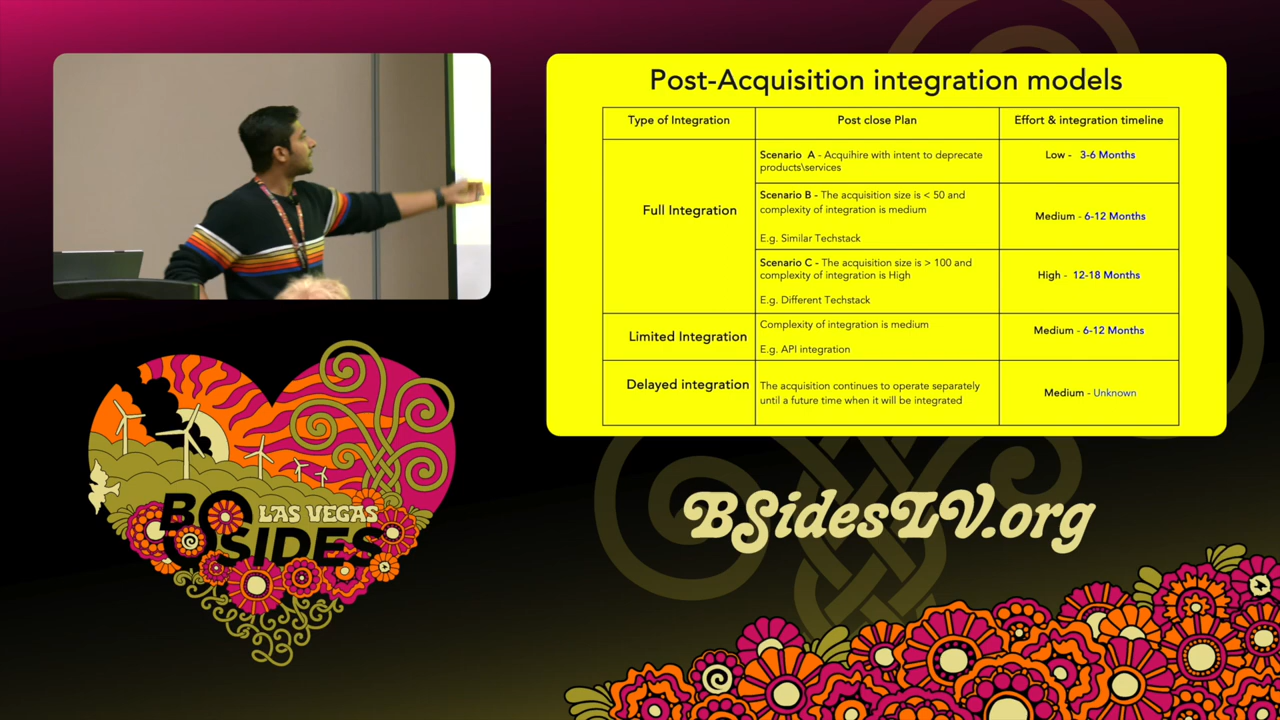 Post-Acquisition integration models
Type of Integration
Post close Plan
Effort & integration timeline
Full Integration
Scenario A - Acquihire with intent to deprecate
products\services
Low - 3-6 Months
Scenario B - The acquisition size is < 50 and
complexity of integration is medium
E.g. Similar Techstack
Medium - 6-12 Months
Scenario C - The acquisition size is > 100 and
complexity of integration is High
E.g. Different Techstack
High - 12-18 Months
Limited Integration
Complexity of integration is medium
E.g. API integration
Medium - 6-12 Months
Delayed integration
The acquisition continues to operate separately
until a future time when it will be integrated
Medium - Unknown
LAS VEGAS
BSIDES
23
BSidesLV.org